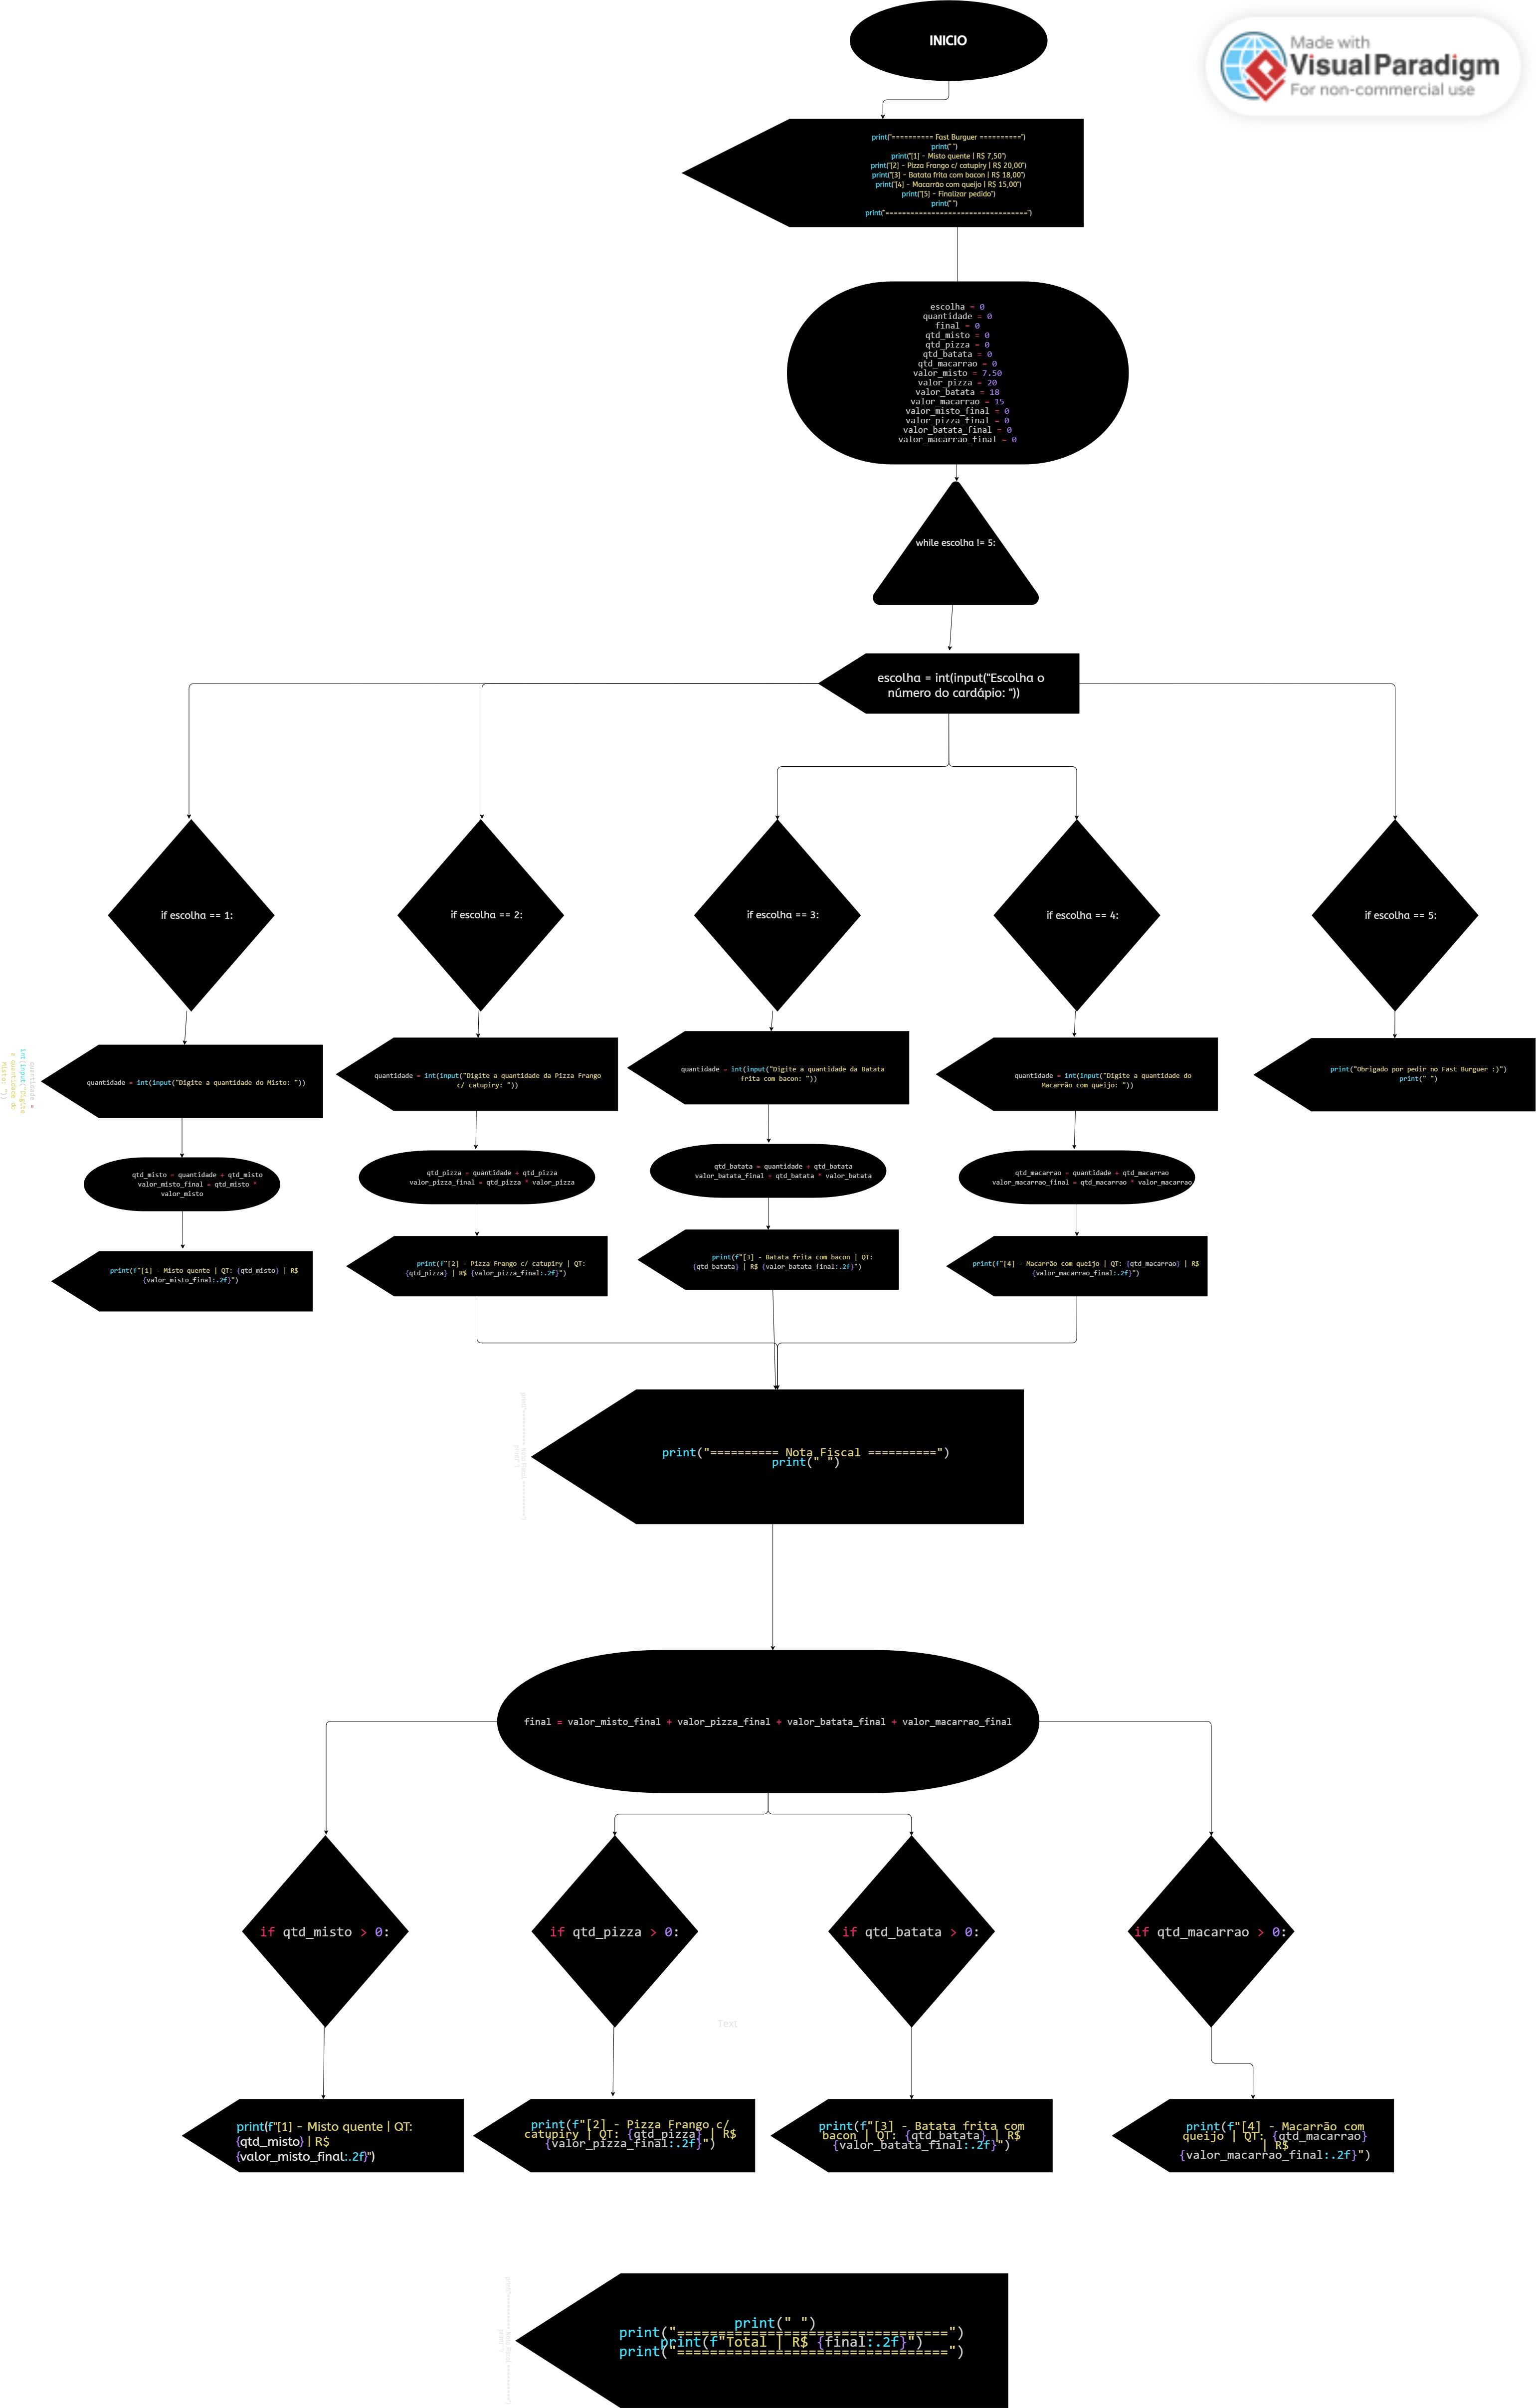 INICIO
Made with
Visual Paradigm
For non-commercial use
print("========== Fast Burguer ==========")
print(" ")
print("[1] - Misto quente | R$ 7,50")
print("[2] - Pizza Frango c/ catupiry | R$ 20,00")
print("[3] - Batata frita com bacon | R$ 18,00")
print("[4] - Macarrão com queijo | R$ 15,00")
print("[5] - Finalizar pedido")
print(" ")
print("==================================")
escolha = 0
quantidade = 0
final = 0
qtd_misto = 0
qtd_pizza = 0
qtd_batata = 0
qtd_macarrao = 0
valor_misto = 7.50
valor_pizza = 20
valor_batata = 18
valor_macarrao = 15
valor_misto_final = 0
valor_pizza_final = 0
valor_batata_final = 0
valor_macarrao_final = 0
while escolha != 5:
escolha = int(input("Escolha o
número do cardápio: "))
if escolha == 1:
if escolha == 2:
if escolha == 3:
if escolha == 4:
if escolha == 5:
quantidade =
int(input("Digite
a quantidade do
Misto: "))
quantidade = int(input("Digite a quantidade do Misto: "))
quantidade = int(input("Digite a quantidade da Pizza Frango
c/ catupiry: "))
quantidade = int(input("Digite a quantidade da Batata
frita com bacon: "))
quantidade = int(input("Digite a quantidade do
Macarrão com queijo: "))
print("Obrigado por pedir no Fast Burguer :)")
print(" ")
qtd_misto = quantidade + qtd_misto
valor_misto_final = qtd_misto *
valor_misto
qtd_pizza = quantidade + qtd_pizza
valor_pizza_final = qtd_pizza * valor_pizza
qtd_batata = quantidade + qtd_batata
valor_batata_final = qtd_batata * valor_batata
qtd_macarrao = quantidade + qtd_macarrao
valor_macarrao_final = qtd_macarrao * valor_macarrao
print(f"[1] - Misto quente | QT: {qtd_misto} | R$
{valor_misto_final:.2f}")
print(f"[2] - Pizza Frango c/ catupiry | QT:
{qtd_pizza} | R$ {valor_pizza_final:.2f}")
print(f"[3] - Batata frita com bacon | QT:
{qtd_batata} | R$ {valor_batata_final:.2f}")
print(f"[4] - Macarrão com queijo | QT: {qtd_macarrao} | R$
{valor_macarrao_final:.2f}")
print("========== Nota Fiscal ==========")
print(" ")
final = valor_misto_final + valor_pizza_final + valor_batata_final + valor_macarrao_final
if qtd_misto > 0:
if qtd_pizza > 0:
if qtd_batata > 0:
if qtd_macarrao > 0:
Text
print(f"[1] - Misto quente | QT:
{qtd_misto} | R$
{valor_misto_final:.2f}")
print(f"[2] - Pizza Frango c/
catupiry | QT: {qtd_pizza} | R$
{valor_pizza_final:.2f}")
print(f"[3] - Batata frita com
bacon | QT: {qtd_batata} | R$
{valor_batata_final:.2f}")
print(f"[4] - Macarrão com
queijo | QT: {qtd_macarrao}
| R$
{valor_macarrao_final:.2f}")
print(" ")
print("=================================")
print(f"Total | R$ {final:.2f}")
print("=================================")